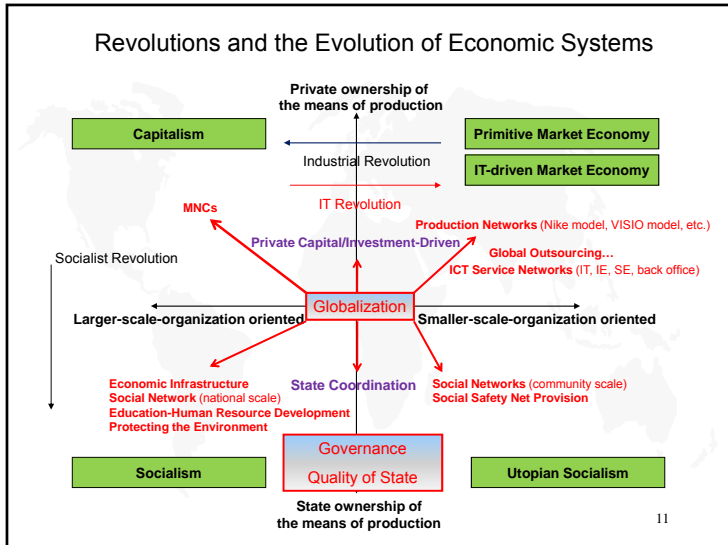 Revolutions and the Evolution of Economic Systems
Private ownership of
the means of production
Capitalism
Primitive Market Economy
Industrial Revolution
IT-driven Market Economy
IT Revolution
MNCs
Production Networks (Nike model, VISIO model, etc.)
Private Capital/Investment-Driven
Global Outsourcing…
Socialist Revolution
ICT Service Networks (IT, IE, SE, back office)
Globalization
Larger-scale-organization oriented
Smaller-scale-organization oriented
Economic Infrastructure
Social Network (national scale)
Education-Human Resource Development
Protecting the Environment
State Coordination
Social Networks (community scale)
Social Safety Net Provision
Governance
Quality of State
Socialism
Utopian Socialism
State ownership of
the means of production
11